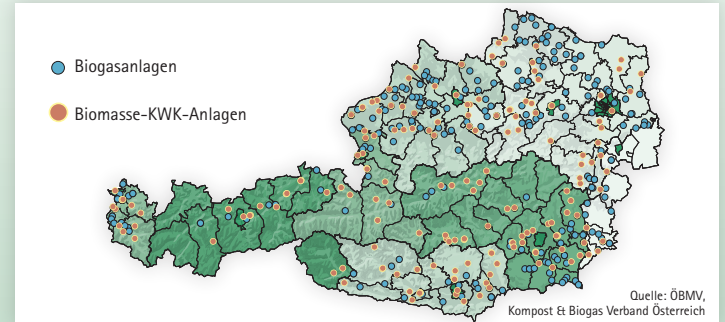 Biogasanlagen
Biomasse-KWK-Anlagen
Quelle: ÖBMV,
Kompost & Biogas Verband Österreich